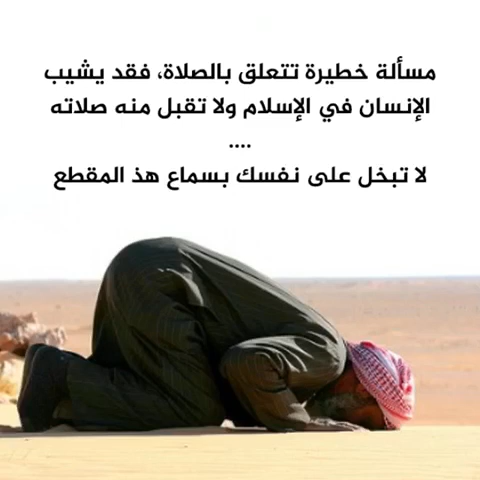 مسألة خطيرة تتعلق بالصلاة، فقد يشيب
الإنسان في الإسلام ولا تقبل منه صلاته
....
لا تبخل على نفسك بسماع هذ المقطع